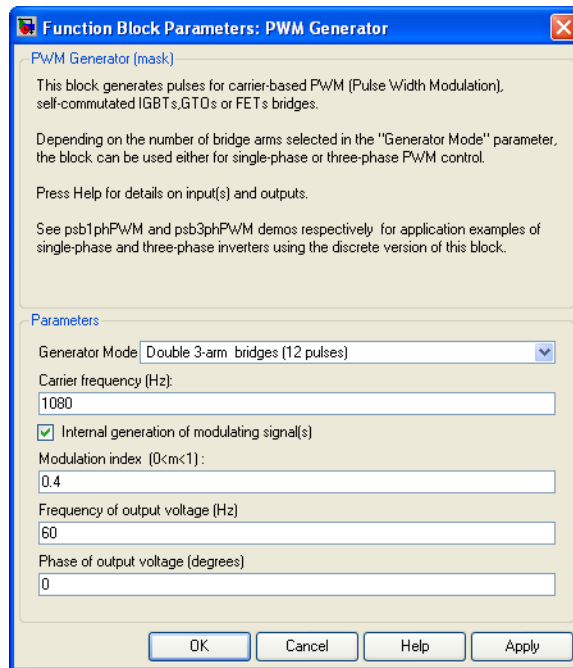 Function Block Parameters: PWM Generator
PWM Generator (mask)
This block generates pulses for carrier-based PWM (Pulse Width Modulation),
self-commutated IGBTs,GTOs or FETs bridges.
Depending on the number of bridge arms selected in the "Generator Mode" parameter,
the block can be used either for single-phase or three-phase PWM control.
Press Help for details on input(s) and outputs.
See psb1phPWM and psb3phPWM demos respectively for application examples of
single-phase and three-phase inverters using the discrete version of this block.
Parameters
Generator Mode Double 3-arm bridges (12 pulses)
Carrier frequency (Hz):
1080
Internal generation of modulating signal(s)
Modulation index (0<m<1) :
0.4
Frequency of output voltage (Hz)
60
Phase of output voltage (degrees)
0
OK Cancel Help Apply